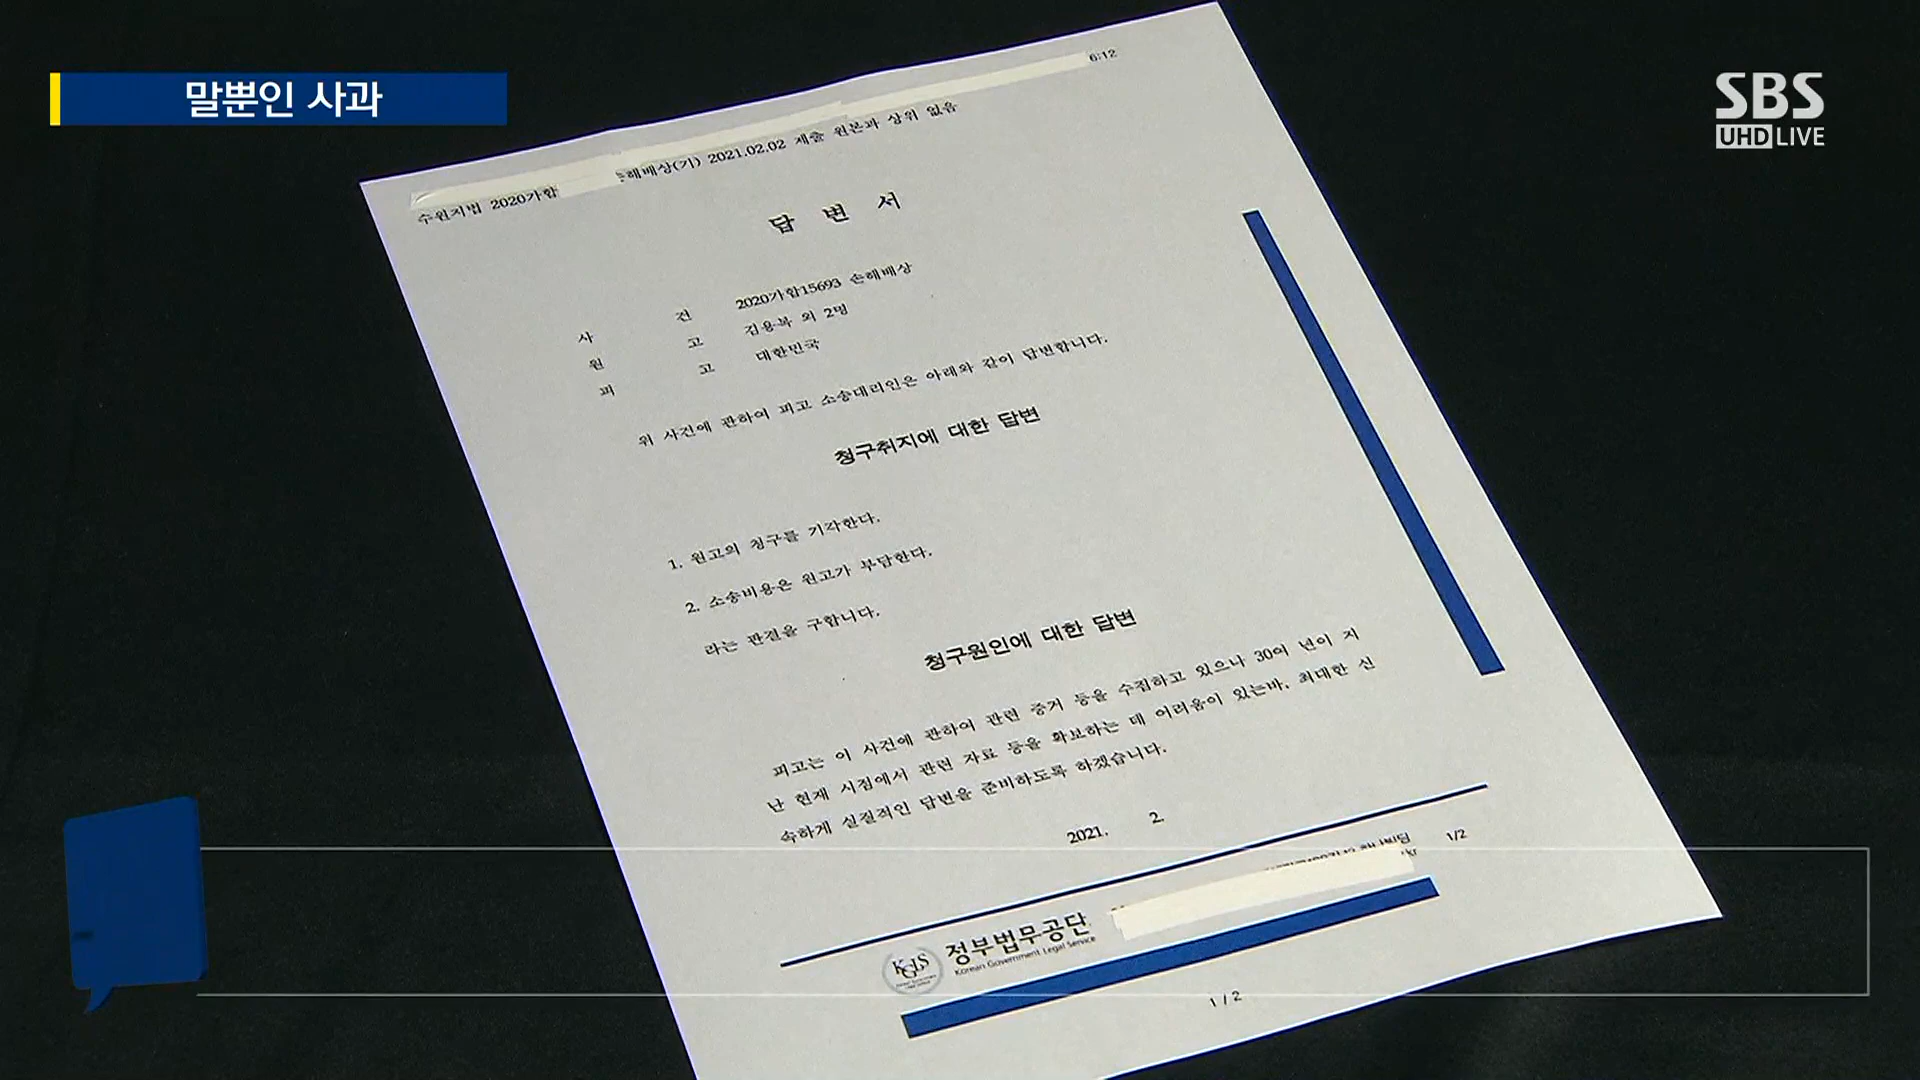 말뿐인 사과
SBS
UHD LIVE
6:12
수원지법 2020가합 손해배상(기) 2021.02.02 제출 원본과 상위 없음
답 변 서
사 건 2020가합15693 손해배상
원 고 김용복 외 2명
피 고 대한민국
위 사건에 관하여 피고 소송대리인은 아래와 같이 답변합니다.
청구취지에 대한 답변
1. 원고의 청구를 기각한다.
2. 소송비용은 원고가 부담한다.
라는 판결을 구합니다.
청구원인에 대한 답변
피고는 이 사건에 관하여 관련 증거 등을 수집하고 있으나 30여 년이 지
난 현재 시점에서 관련 자료 등을 확보하는 데 어려움이 있는바, 최대한 신
속하게 실질적인 답변을 준비하도록 하겠습니다.
2021. 2.
1/2
.kr
KGLS 정부법무공단
Korean Government Legal Service
1 / 2